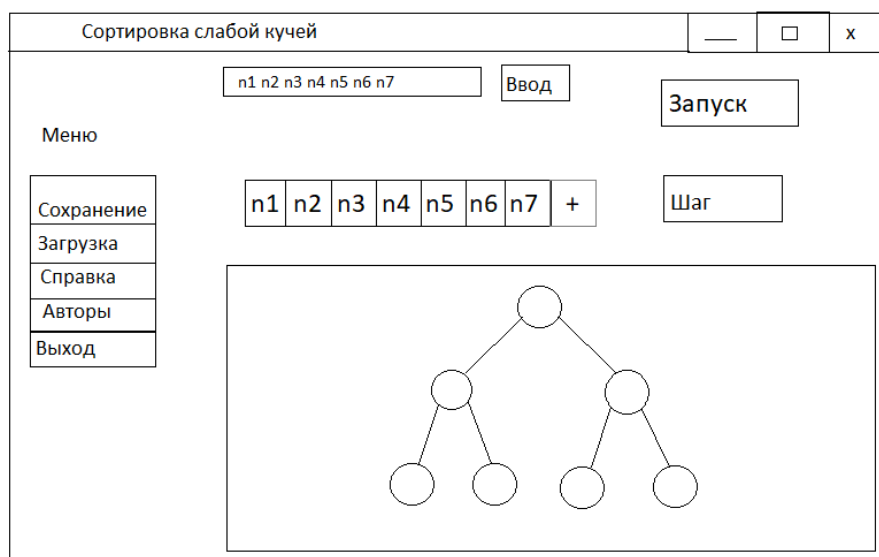 Сортировка слабой кучей
x
n1 n2 n3 n4 n5 n6 n7
Ввод
Запуск
Меню
Сохранение
Загрузка
Справка
Авторы
Выход
n1 n2 n3 n4 n5 n6 n7 +
Шаг